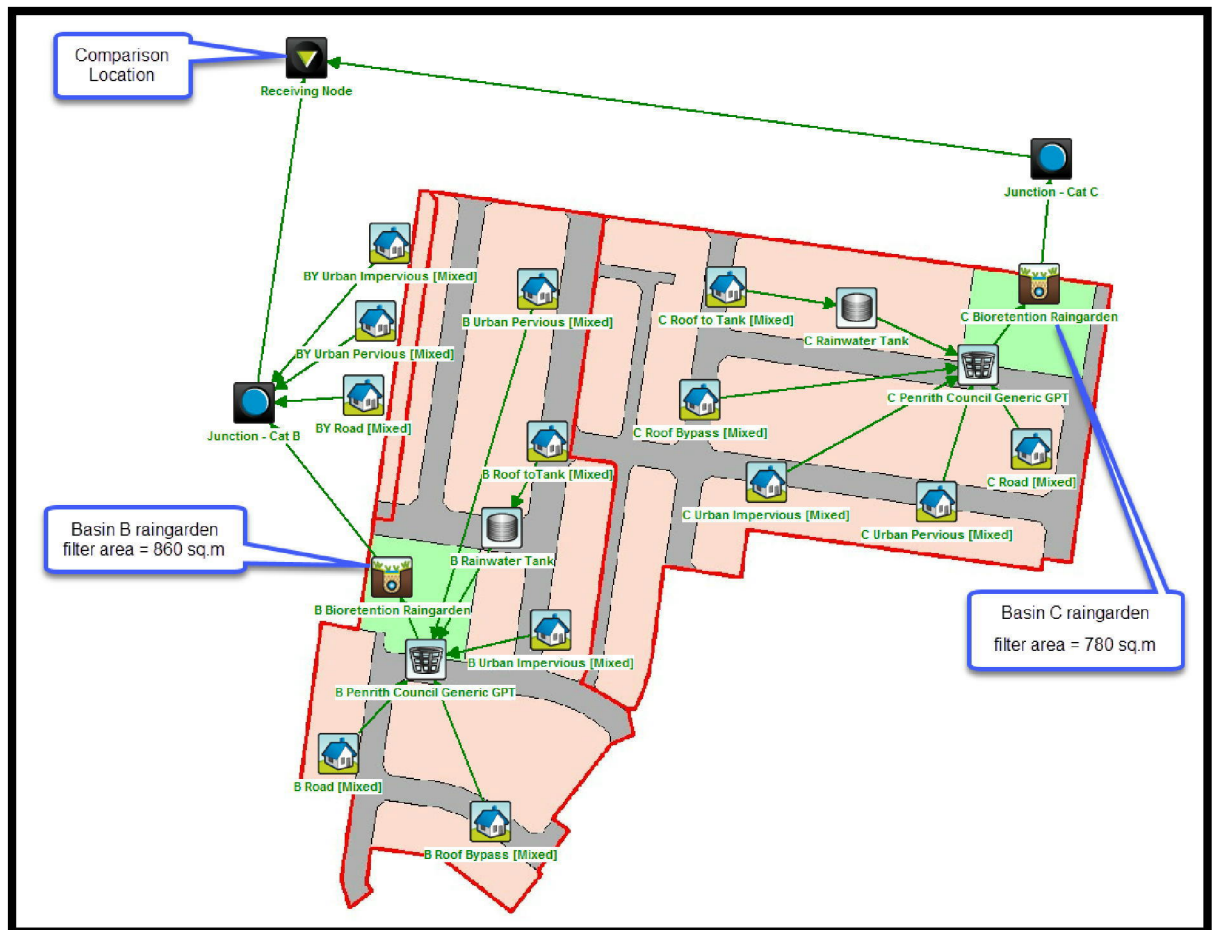 Comparison
Location
Receiving Node
Junction - Cat C
BY Urban Impervious [Mixed]
B Urban Pervious [Mixed]
C Roof to Tank [Mixed]
C Rainwater Tank
C Bioretention Raingarden
BY Urban Pervious [Mixed]
C Penrith Council Generic GPT
BY Road [Mixed]
Junction - Cat B
C Roof Bypass [Mixed]
B Roof toTank [Mixed]
C Road [Mixed]
C Urban Impervious [Mixed]
C Urban Pervious [Mixed]
Basin B raingarden
filter area = 860 sq.m
B Rainwater Tank
B Bioretention Raingarden
Basin C raingarden
filter area = 780 sq.m
B Urban Impervious [Mixed]
B Penrith Council Generic GPT
B Road [Mixed]
B Roof Bypass [Mixed]